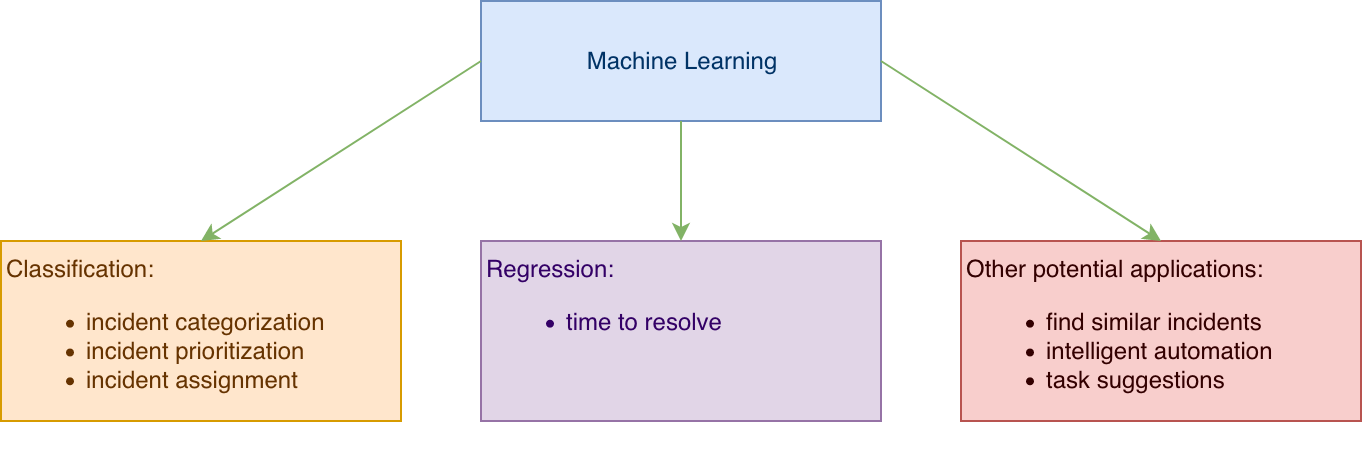 Machine Learning
Classification:
• incident categorization
• incident prioritization
• incident assignment
Regression:
• time to resolve
Other potential applications:
• find similar incidents
• intelligent automation
• task suggestions